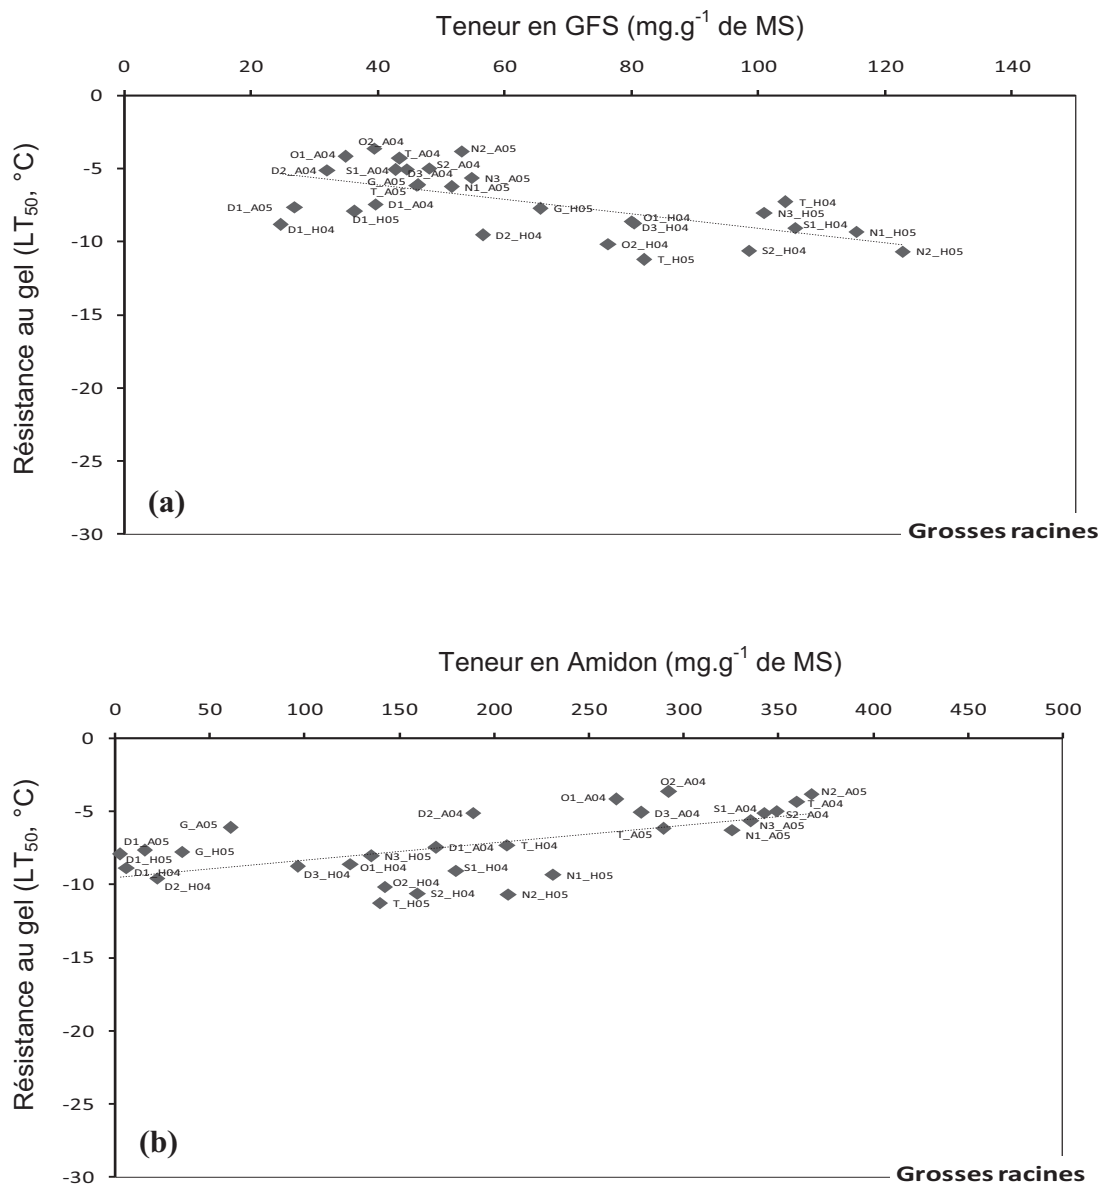 Teneur en GFS (mg.g-1 de MS)
0 20 40 60 80 100 120 140
0
-5
-10
-15
-20
-25
-30
Résistance au gel (LT50, °C)
O2_A04
O1_A04
T_A04
N2_A05
D2_A04
S1_A04
D3_A04
S2_A04
G_A05
N3_A05
T_A05
N1_A05
D1_A05
D1_A04
D1_H05
D1_H04
G_H05
D2_H04
O1_H04
D3_H04
O2_H04
T_H05
T_H04
N3_H05
S1_H04
N1_H05
S2_H04
N2_H05
(a)
Grosses racines
Teneur en Amidon (mg.g-1 de MS)
0 50 100 150 200 250 300 350 400 450 500
0
-5
-10
-15
-20
-25
-30
Résistance au gel (LT50, °C)
O2_A04
O1_A04
N2_A05
T_A04
D2_A04
D3_A04
S1_A04
S2_A04
G_A05
T_A05
N3_A05
N1_A05
D1_A05
D1_H05
G_H05
D1_H04
D2_H04
N3_H05
D1_A04
T_H04
D3_H04
O1_H04
S1_H04
N1_H05
O2_H04
S2_H04
N2_H05
T_H05
(b)
Grosses racines